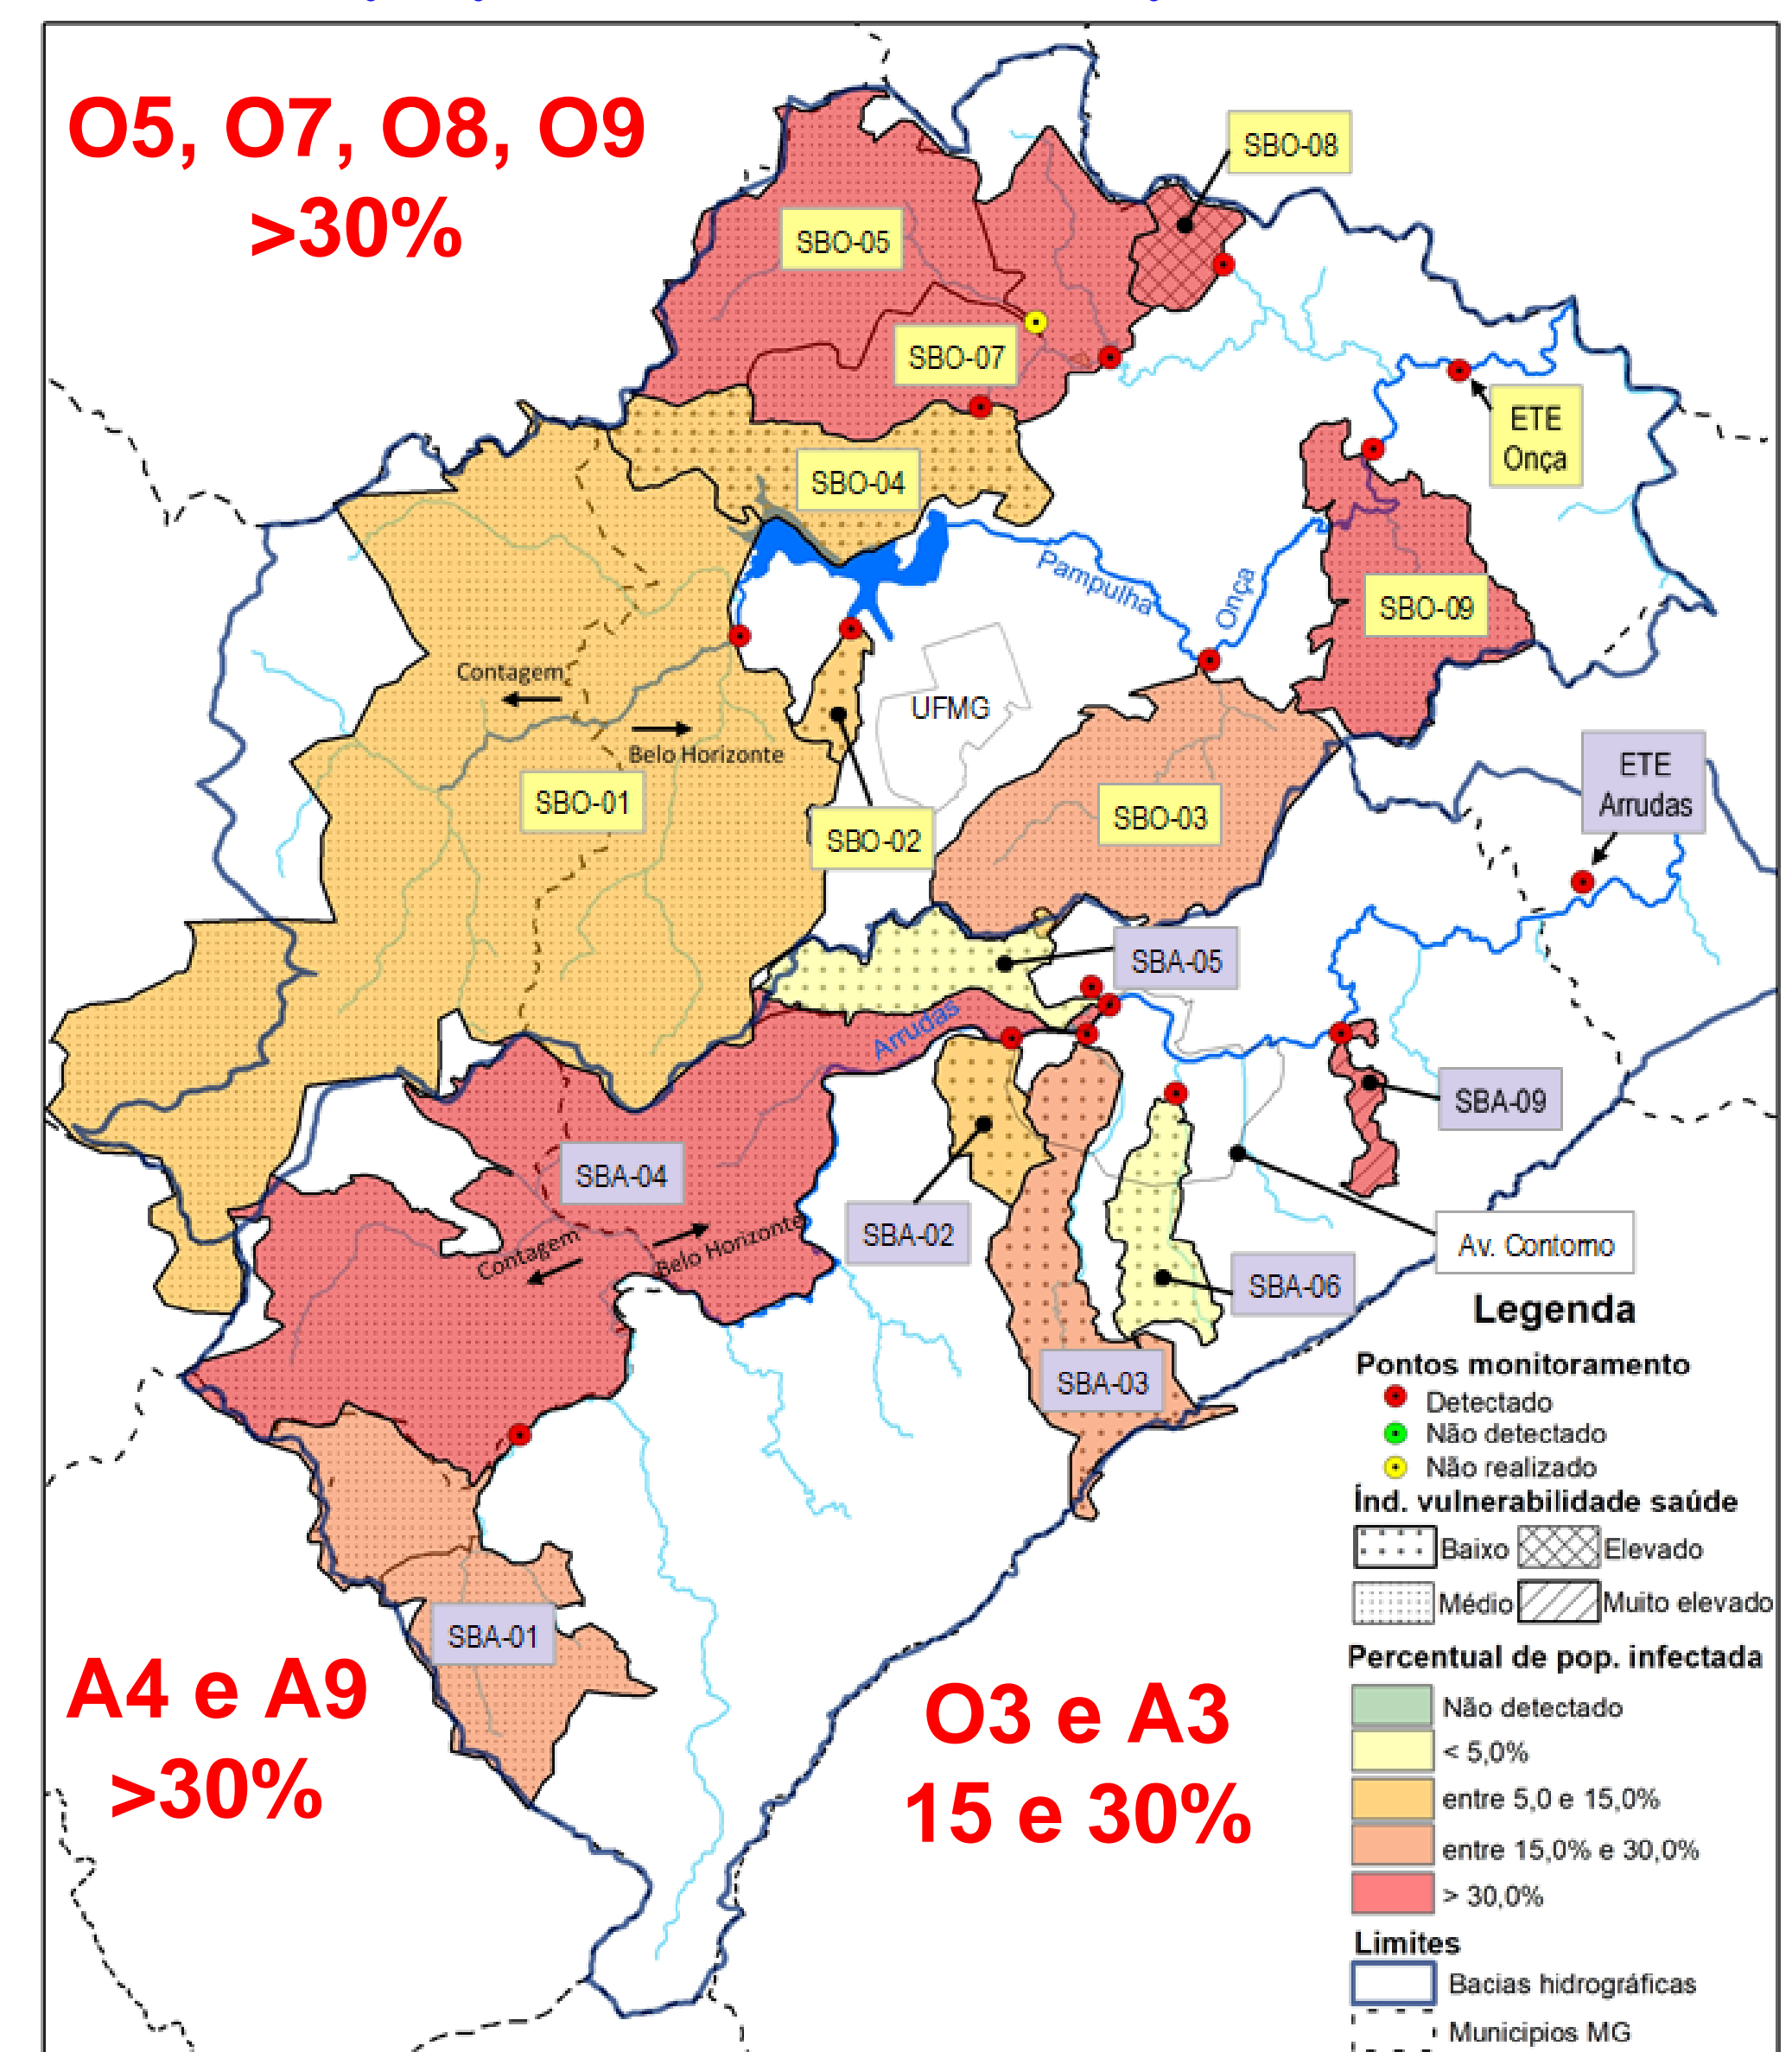 O5, O7, O8, O9
>30%
SBO-08
SBO-05
SBO-07
ETE
Onça
SBO-04
Pampulha
Onça
SBO-09
Contagem
UFMG
Belo Horizonte
ETE
Arrudas
SBO-01
SBO-03
SBO-02
SBA-05
Arrudas
SBA-09
SBA-04
SBA-02
Contagem
Belo Horizonte
Av. Contorno
SBA-06
SBA-03
SBA-01
A4 e A9
>30%
O3 e A3
15 e 30%
Legenda
Pontos monitoramento
Detectado
Não detectado
Não realizado
Índ. vulnerabilidade saúde
Baixo Elevado
Médio Muito elevado
Percentual de pop. infectada
Não detectado
< 5,0%
entre 5,0 e 15,0%
entre 15,0% e 30,0%
> 30,0%
Limites
Bacias hidrográficas
Municipios MG